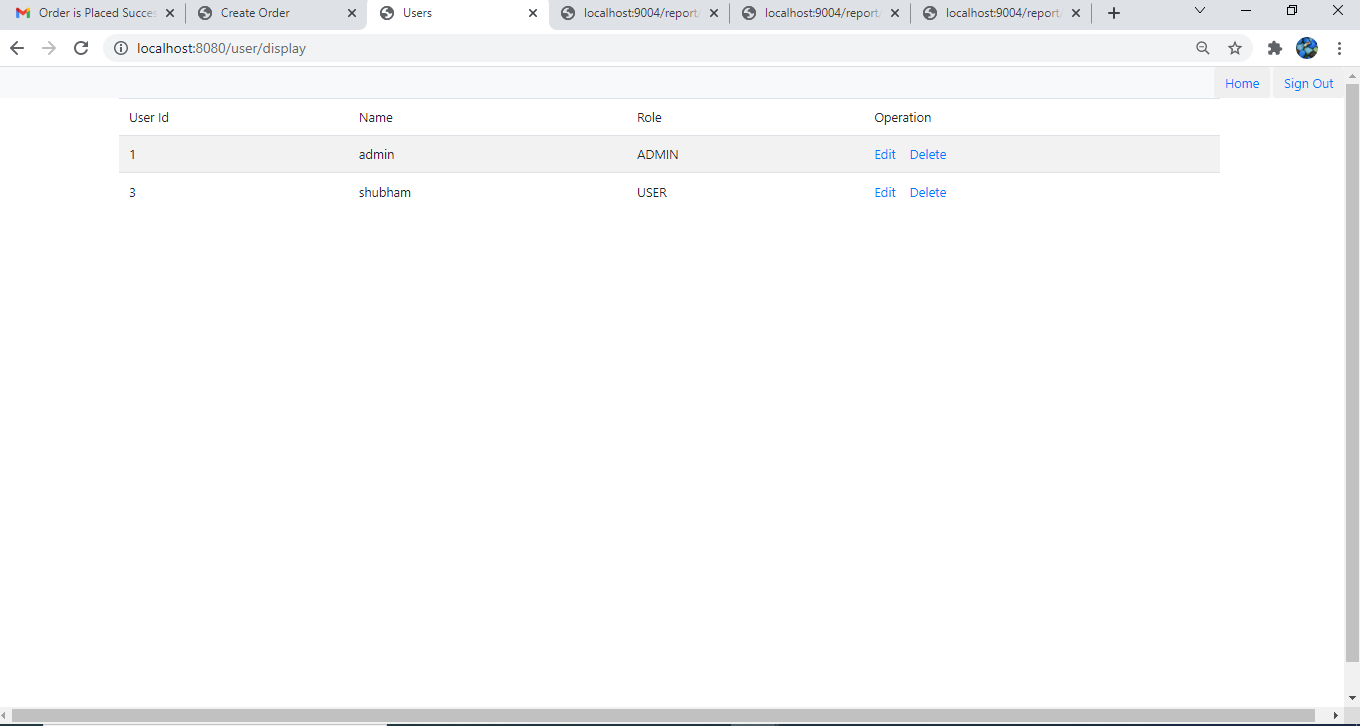 Order is Placed Succes
Create Order
Users
localhost:9004/report/
localhost:9004/report/
localhost:9004/report/
localhost:8080/user/display
Home Sign Out
User Id Name Role Operation
1 admin ADMIN Edit Delete
3 shubham USER Edit Delete